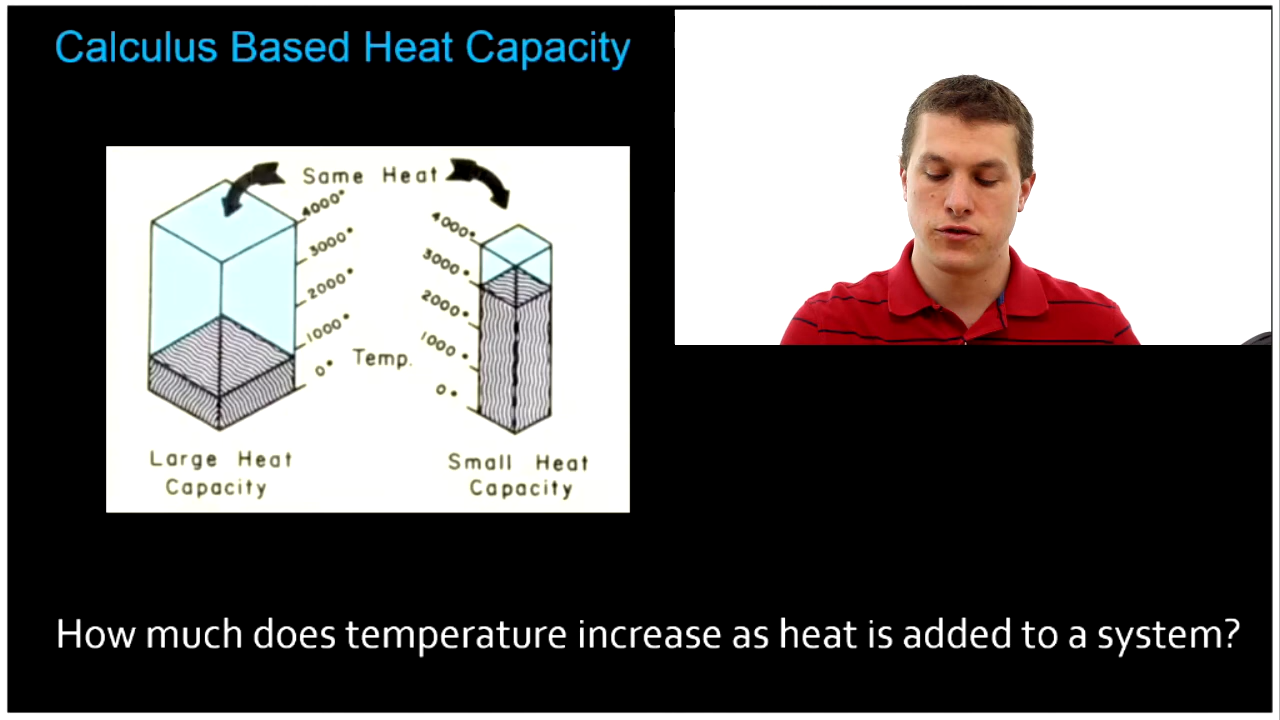 Calculus Based Heat Capacity
Same Heat
4000°
3000°
2000°
1000°
0°
Temp.
4000°
3000°
2000°
1000°
0°
Large Heat
Capacity
Small Heat
Capacity
How much does temperature increase as heat is added to a system?